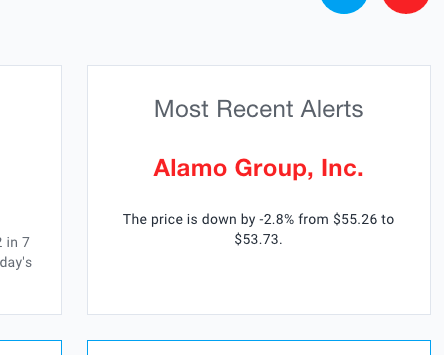 Most Recent Alerts
Alamo Group, Inc.
The price is down by -2.8% from $55.26 to
$53.73.
in 7
day's